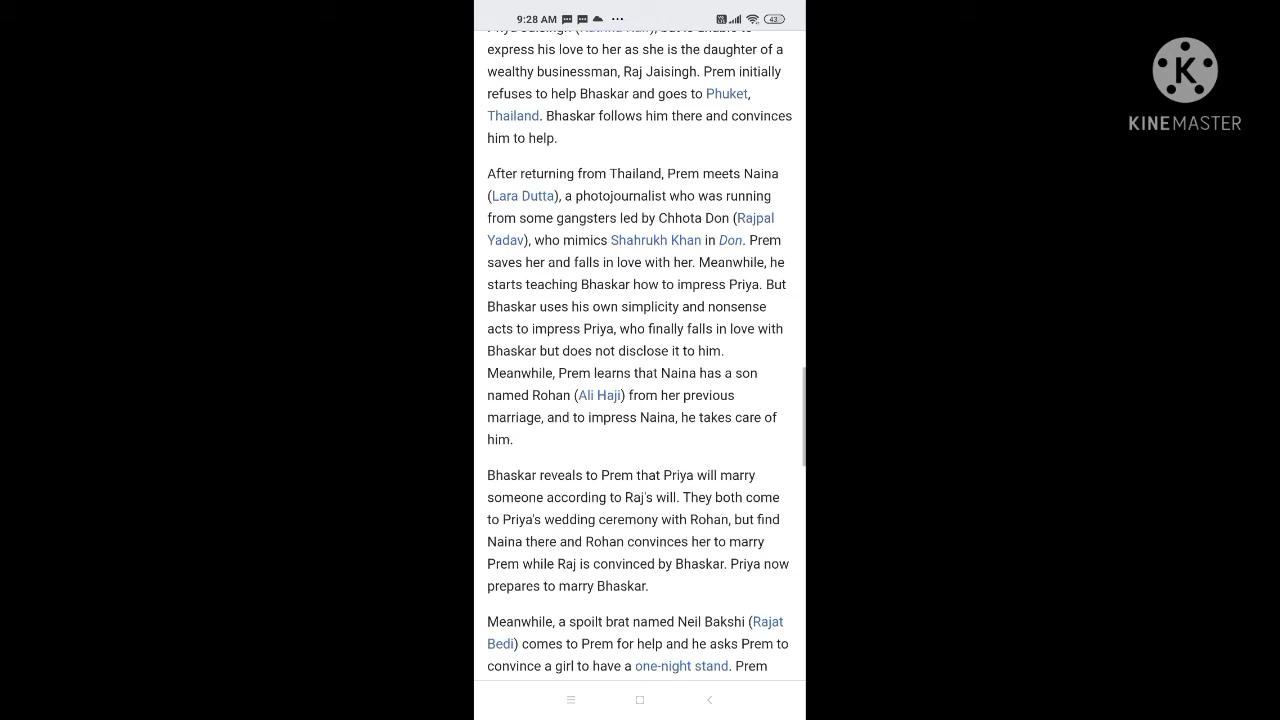 9:28 AM
43
express his love to her as she is the daughter of a
wealthy businessman, Raj Jaisingh. Prem initially
refuses to help Bhaskar and goes to Phuket,
Thailand. Bhaskar follows him there and convinces
him to help.
After returning from Thailand, Prem meets Naina
(Lara Dutta), a photojournalist who was running
from some gangsters led by Chhota Don (Rajpal
Yadav), who mimics Shahrukh Khan in Don. Prem
saves her and falls in love with her. Meanwhile, he
starts teaching Bhaskar how to impress Priya. But
Bhaskar uses his own simplicity and nonsense
acts to impress Priya, who finally falls in love with
Bhaskar but does not disclose it to him.
Meanwhile, Prem learns that Naina has a son
named Rohan (Ali Haji) from her previous
marriage, and to impress Naina, he takes care of
him.
Bhaskar reveals to Prem that Priya will marry
someone according to Raj's will. They both come
to Priya's wedding ceremony with Rohan, but find
Naina there and Rohan convinces her to marry
Prem while Raj is convinced by Bhaskar. Priya now
prepares to marry Bhaskar.
Meanwhile, a spoilt brat named Neil Bakshi (Rajat
Bedi) comes to Prem for help and he asks Prem to
convince a girl to have a one-night stand. Prem
K
KINEMASTER